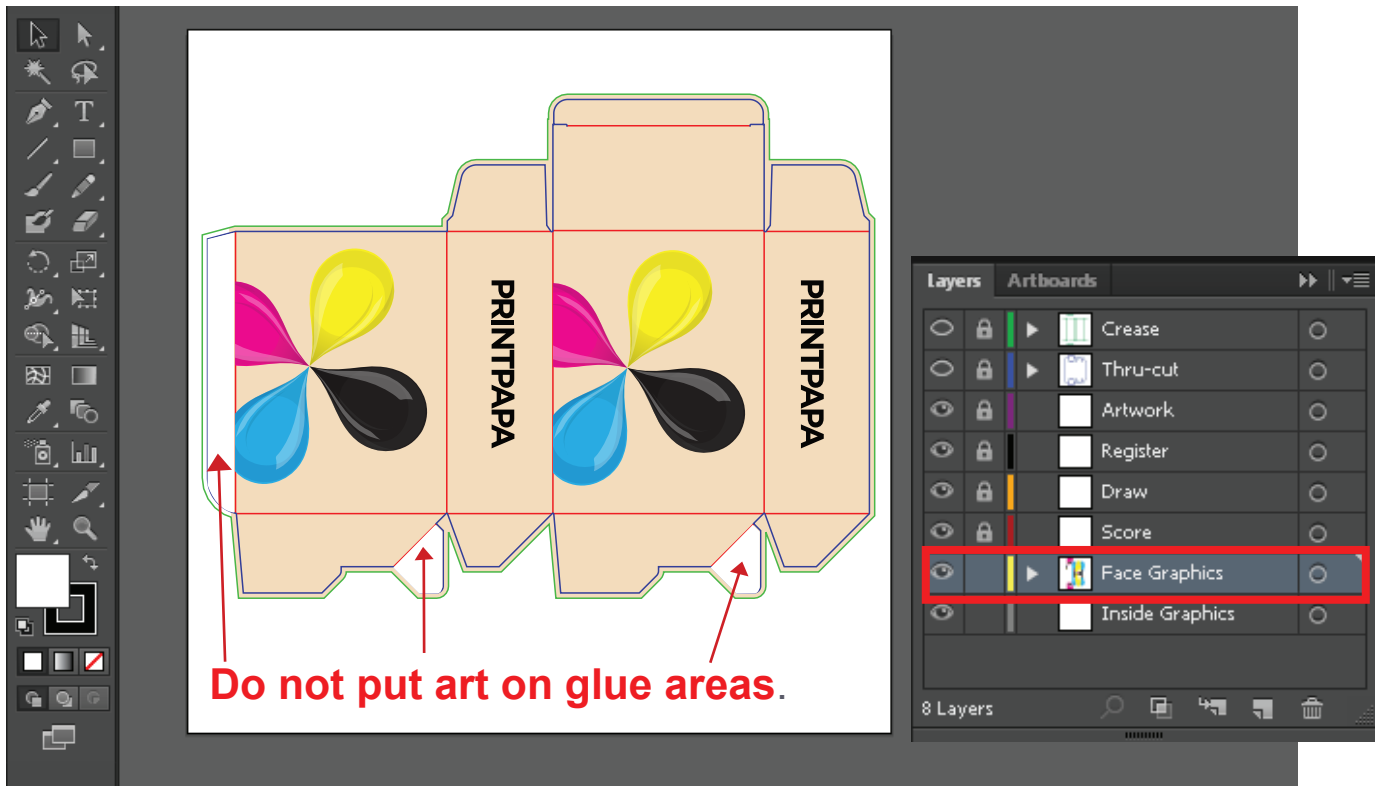 T
PRINTPAPA
PRINTPAPA
Do not put art on glue areas.
Layers Artboards
Crease
Thru-cut
Artwork
Register
Draw
Score
Face Graphics
Inside Graphics
8 Layers